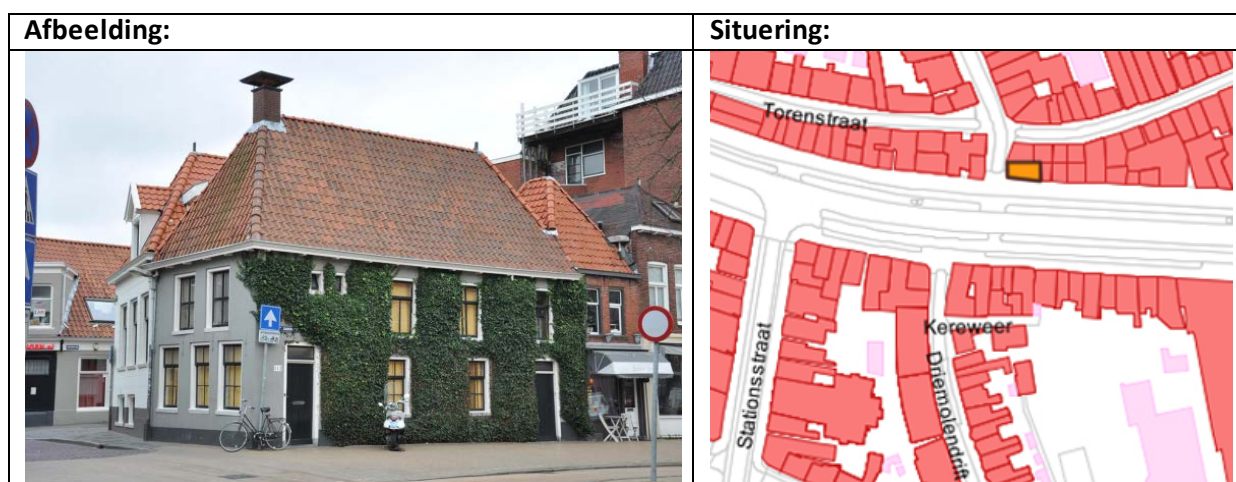 Afbeelding:
Situering:
Torenstraat
Kereweer
Stationsstraat
Driemolendrift